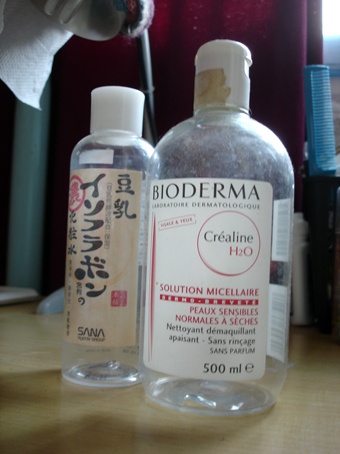 豆乳
イソフラボン
の
化粧水
SANA
BIODERMA
LABORATOIRE DERMATOLOGIQUE
VISAGE & YEUX
Créaline
H2O
SOLUTION MICELLAIRE
DERMO-BREVETÉ
PEAUX SENSIBLES
NORMALES À SÈCHES
Nettoyant démaquillant
apaisant - Sans rinçage
SANS PARFUM
500 ml e